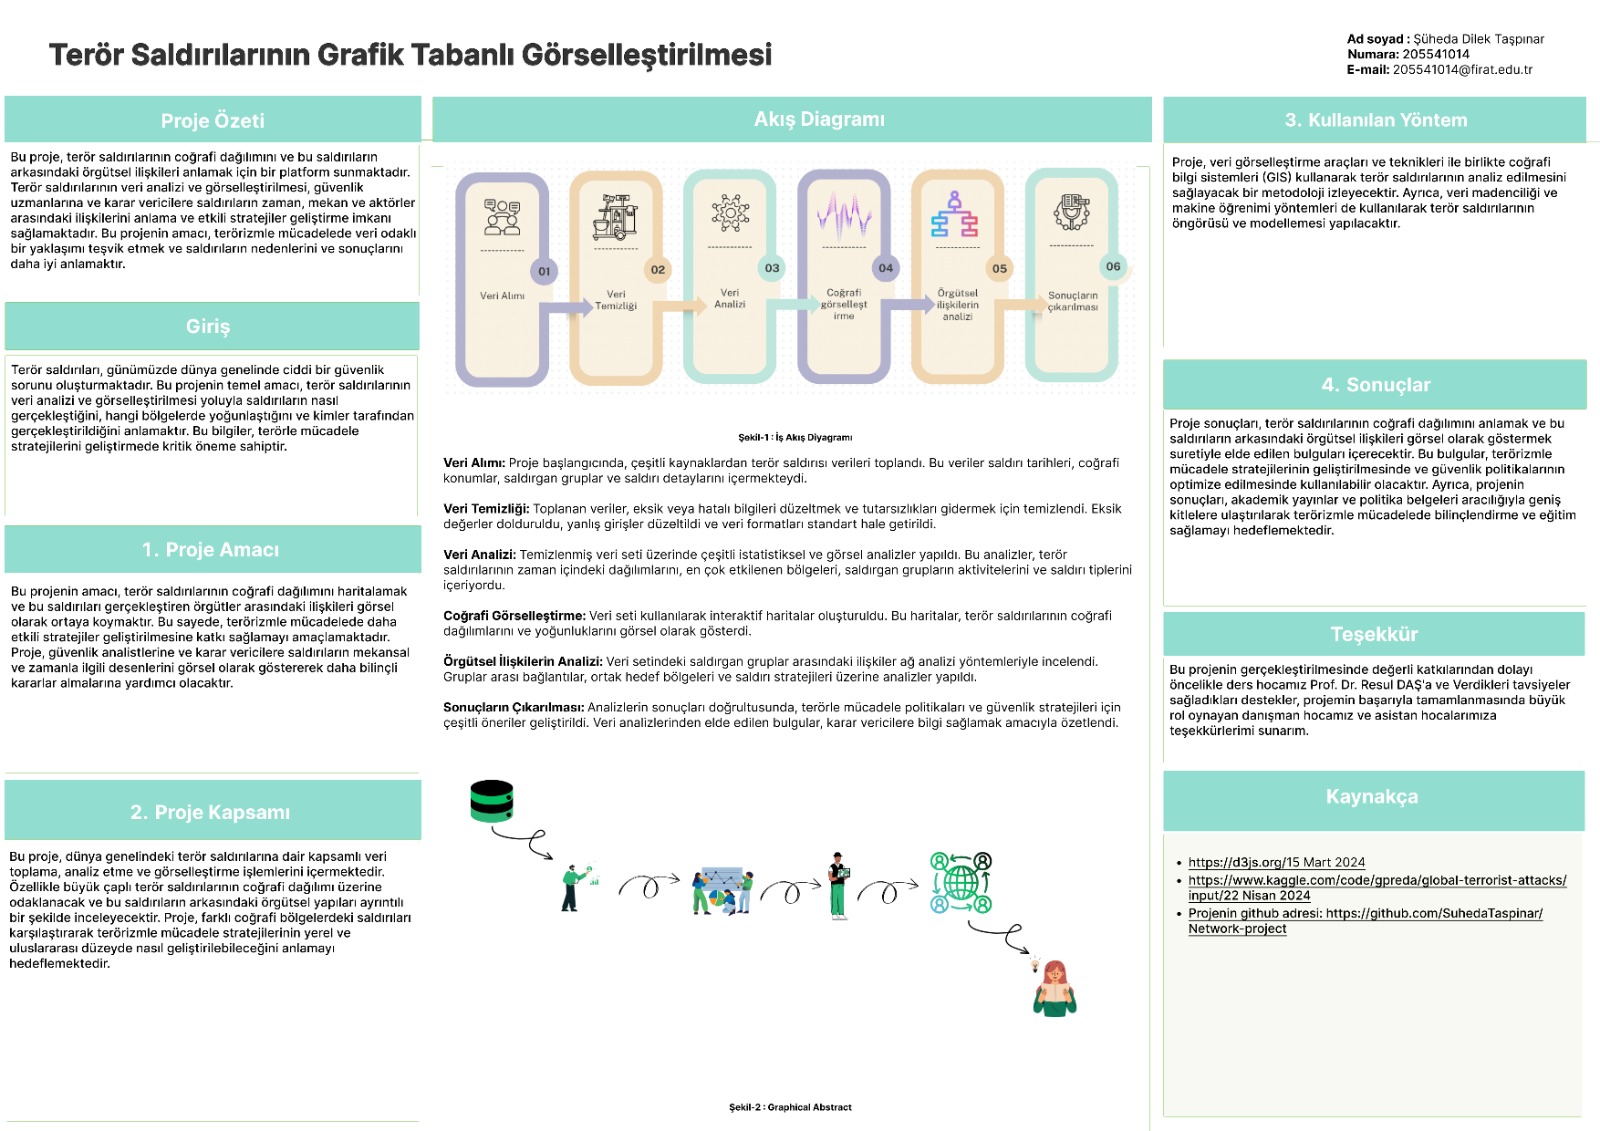 Terör Saldırılarının Grafik Tabanlı Görselleştirilmesi
Ad soyad : Şüheda Dilek Taşpınar
Numara: 205541014
E-mail: 205541014@firat.edu.tr
Proje Özeti
Bu proje, terör saldırılarının coğrafi dağılımını ve bu saldırıların
arkasındaki örgütsel ilişkileri anlamak için bir platform sunmaktadır.
Terör saldırılarının veri analizi ve görselleştirilmesi, güvenlik
uzmanlarına ve karar vericilere saldırıların zaman, mekan ve aktörler
arasındaki ilişkilerini anlama ve etkili stratejiler geliştirme imkanı
sağlamaktadır. Bu projenin amacı, terörizmle mücadelede veri odaklı
bir yaklaşımı teşvik etmek ve saldırıların nedenlerini ve sonuçlarını
daha iyi anlamaktır.
Giriş
Terör saldırıları, günümüzde dünya genelinde ciddi bir güvenlik
sorunu oluşturmaktadır. Bu projenin temel amacı, terör saldırılarının
veri analizi ve görselleştirilmesi yoluyla saldırıların nasıl
gerçekleştiğini, hangi bölgelerde yoğunlaştığını ve kimler tarafından
gerçekleştirildiğini anlamaktır. Bu bilgiler, terörle mücadele
stratejilerini geliştirmede kritik öneme sahiptir.
1. Proje Amacı
Bu projenin amacı, terör saldırılarının coğrafi dağılımını haritalamak
ve bu saldırıları gerçekleştiren örgütler arasındaki ilişkileri görsel
olarak ortaya koymaktır. Bu sayede, terörizmle mücadelede daha
etkili stratejiler geliştirilmesine katkı sağlamayı amaçlamaktadır.
Proje, güvenlik analistlerine ve karar vericilere saldırıların mekansal
ve zamanla ilgili desenlerini görsel olarak göstererek daha bilinçli
kararlar almalarına yardımcı olacaktır.
2. Proje Kapsamı
Bu proje, dünya genelindeki terör saldırılarına dair kapsamlı veri
toplama, analiz etme ve görselleştirme işlemlerini içermektedir.
Özellikle büyük çaplı terör saldırılarının coğrafi dağılımı üzerine
odaklanacak ve bu saldırıların arkasındaki örgütsel yapıları ayrıntılı
bir şekilde inceleyecektir. Proje, farklı coğrafi bölgelerdeki saldırıları
karşılaştırarak terörizmle mücadele stratejilerinin yerel ve
uluslararası düzeyde nasıl geliştirilebileceğini anlamayı
hedeflemektedir.
Akış Diagramı
01
Veri Alımı
02
Veri
Temizliği
03
Veri
Analizi
04
Coğrafi
görselleşt
irme
05
Örgütsel
ilişkilerin
analizi
06
Sonuçların
çıkarılması
Şekil-1 : İş Akış Diyagramı
Veri Alımı: Proje başlangıcında, çeşitli kaynaklardan terör saldırısı verileri toplandı. Bu veriler saldırı tarihleri, coğrafi
konumlar, saldırgan gruplar ve saldırı detaylarını içermekteydi.
Veri Temizliği: Toplanan veriler, eksik veya hatalı bilgileri düzeltmek ve tutarsızlıkları gidermek için temizlendi. Eksik
değerler dolduruldu, yanlış girişler düzeltildi ve veri formatları standart hale getirildi.
Veri Analizi: Temizlenmiş veri seti üzerinde çeşitli istatistiksel ve görsel analizler yapıldı. Bu analizler, terör
saldırılarının zaman içindeki dağılımlarını, en çok etkilenen bölgeleri, saldırgan grupların aktivitelerini ve saldırı tiplerini
içeriyordu.
Coğrafi Görselleştirme: Veri seti kullanılarak interaktif haritalar oluşturuldu. Bu haritalar, terör saldırılarının coğrafi
dağılımlarını ve yoğunluklarını görsel olarak gösterdi.
Örgütsel İlişkilerin Analizi: Veri setindeki saldırgan gruplar arasındaki ilişkiler ağ analizi yöntemleriyle incelendi.
Gruplar arası bağlantılar, ortak hedef bölgeleri ve saldırı stratejileri üzerine analizler yapıldı.
Sonuçların Çıkarılması: Analizlerin sonuçları doğrultusunda, terörle mücadele politikaları ve güvenlik stratejileri için
çeşitli öneriler geliştirildi. Veri analizlerinden elde edilen bulgular, karar vericilere bilgi sağlamak amacıyla özetlendi.
Şekil-2 : Graphical Abstract
3. Kullanılan Yöntem
Proje, veri görselleştirme araçları ve teknikleri ile birlikte coğrafi
bilgi sistemleri (GIS) kullanarak terör saldırılarının analiz edilmesini
sağlayacak bir metodoloji izleyecektir. Ayrıca, veri madenciliği ve
makine öğrenimi yöntemleri de kullanılarak terör saldırılarının
öngörüsü ve modellemesi yapılacaktır.
4. Sonuçlar
Proje sonuçları, terör saldırılarının coğrafi dağılımını anlamak ve bu
saldırıların arkasındaki örgütsel ilişkileri görsel olarak göstermek
suretiyle elde edilen bulguları içerecektir. Bu bulgular, terörizmle
mücadele stratejilerinin geliştirilmesinde ve güvenlik politikalarının
optimize edilmesinde kullanılabilir olacaktır. Ayrıca, projenin
sonuçları, akademik yayınlar ve politika belgeleri aracılığıyla geniş
kitlelere ulaştırılarak terörizmle mücadelede bilinçlendirme ve eğitim
sağlamayı hedeflemektedir.
Teşekkür
Bu projenin gerçekleştirilmesinde değerli katkılarından dolayı
öncelikle ders hocamız Prof. Dr. Resul DAŞ'a ve Verdikleri tavsiyeler
sağladıkları destekler, projemin başarıyla tamamlanmasında büyük
rol oynayan danışman hocamız ve asistan hocalarımıza
teşekkürlerimi sunarım.
Kaynakça
• https://d3js.org/15 Mart 2024
• https://www.kaggle.com/code/gpreda/global-terrorist-attacks/
input/22 Nisan 2024
• Projenin github adresi: https://github.com/SuhedaTaspinar/
Network-project